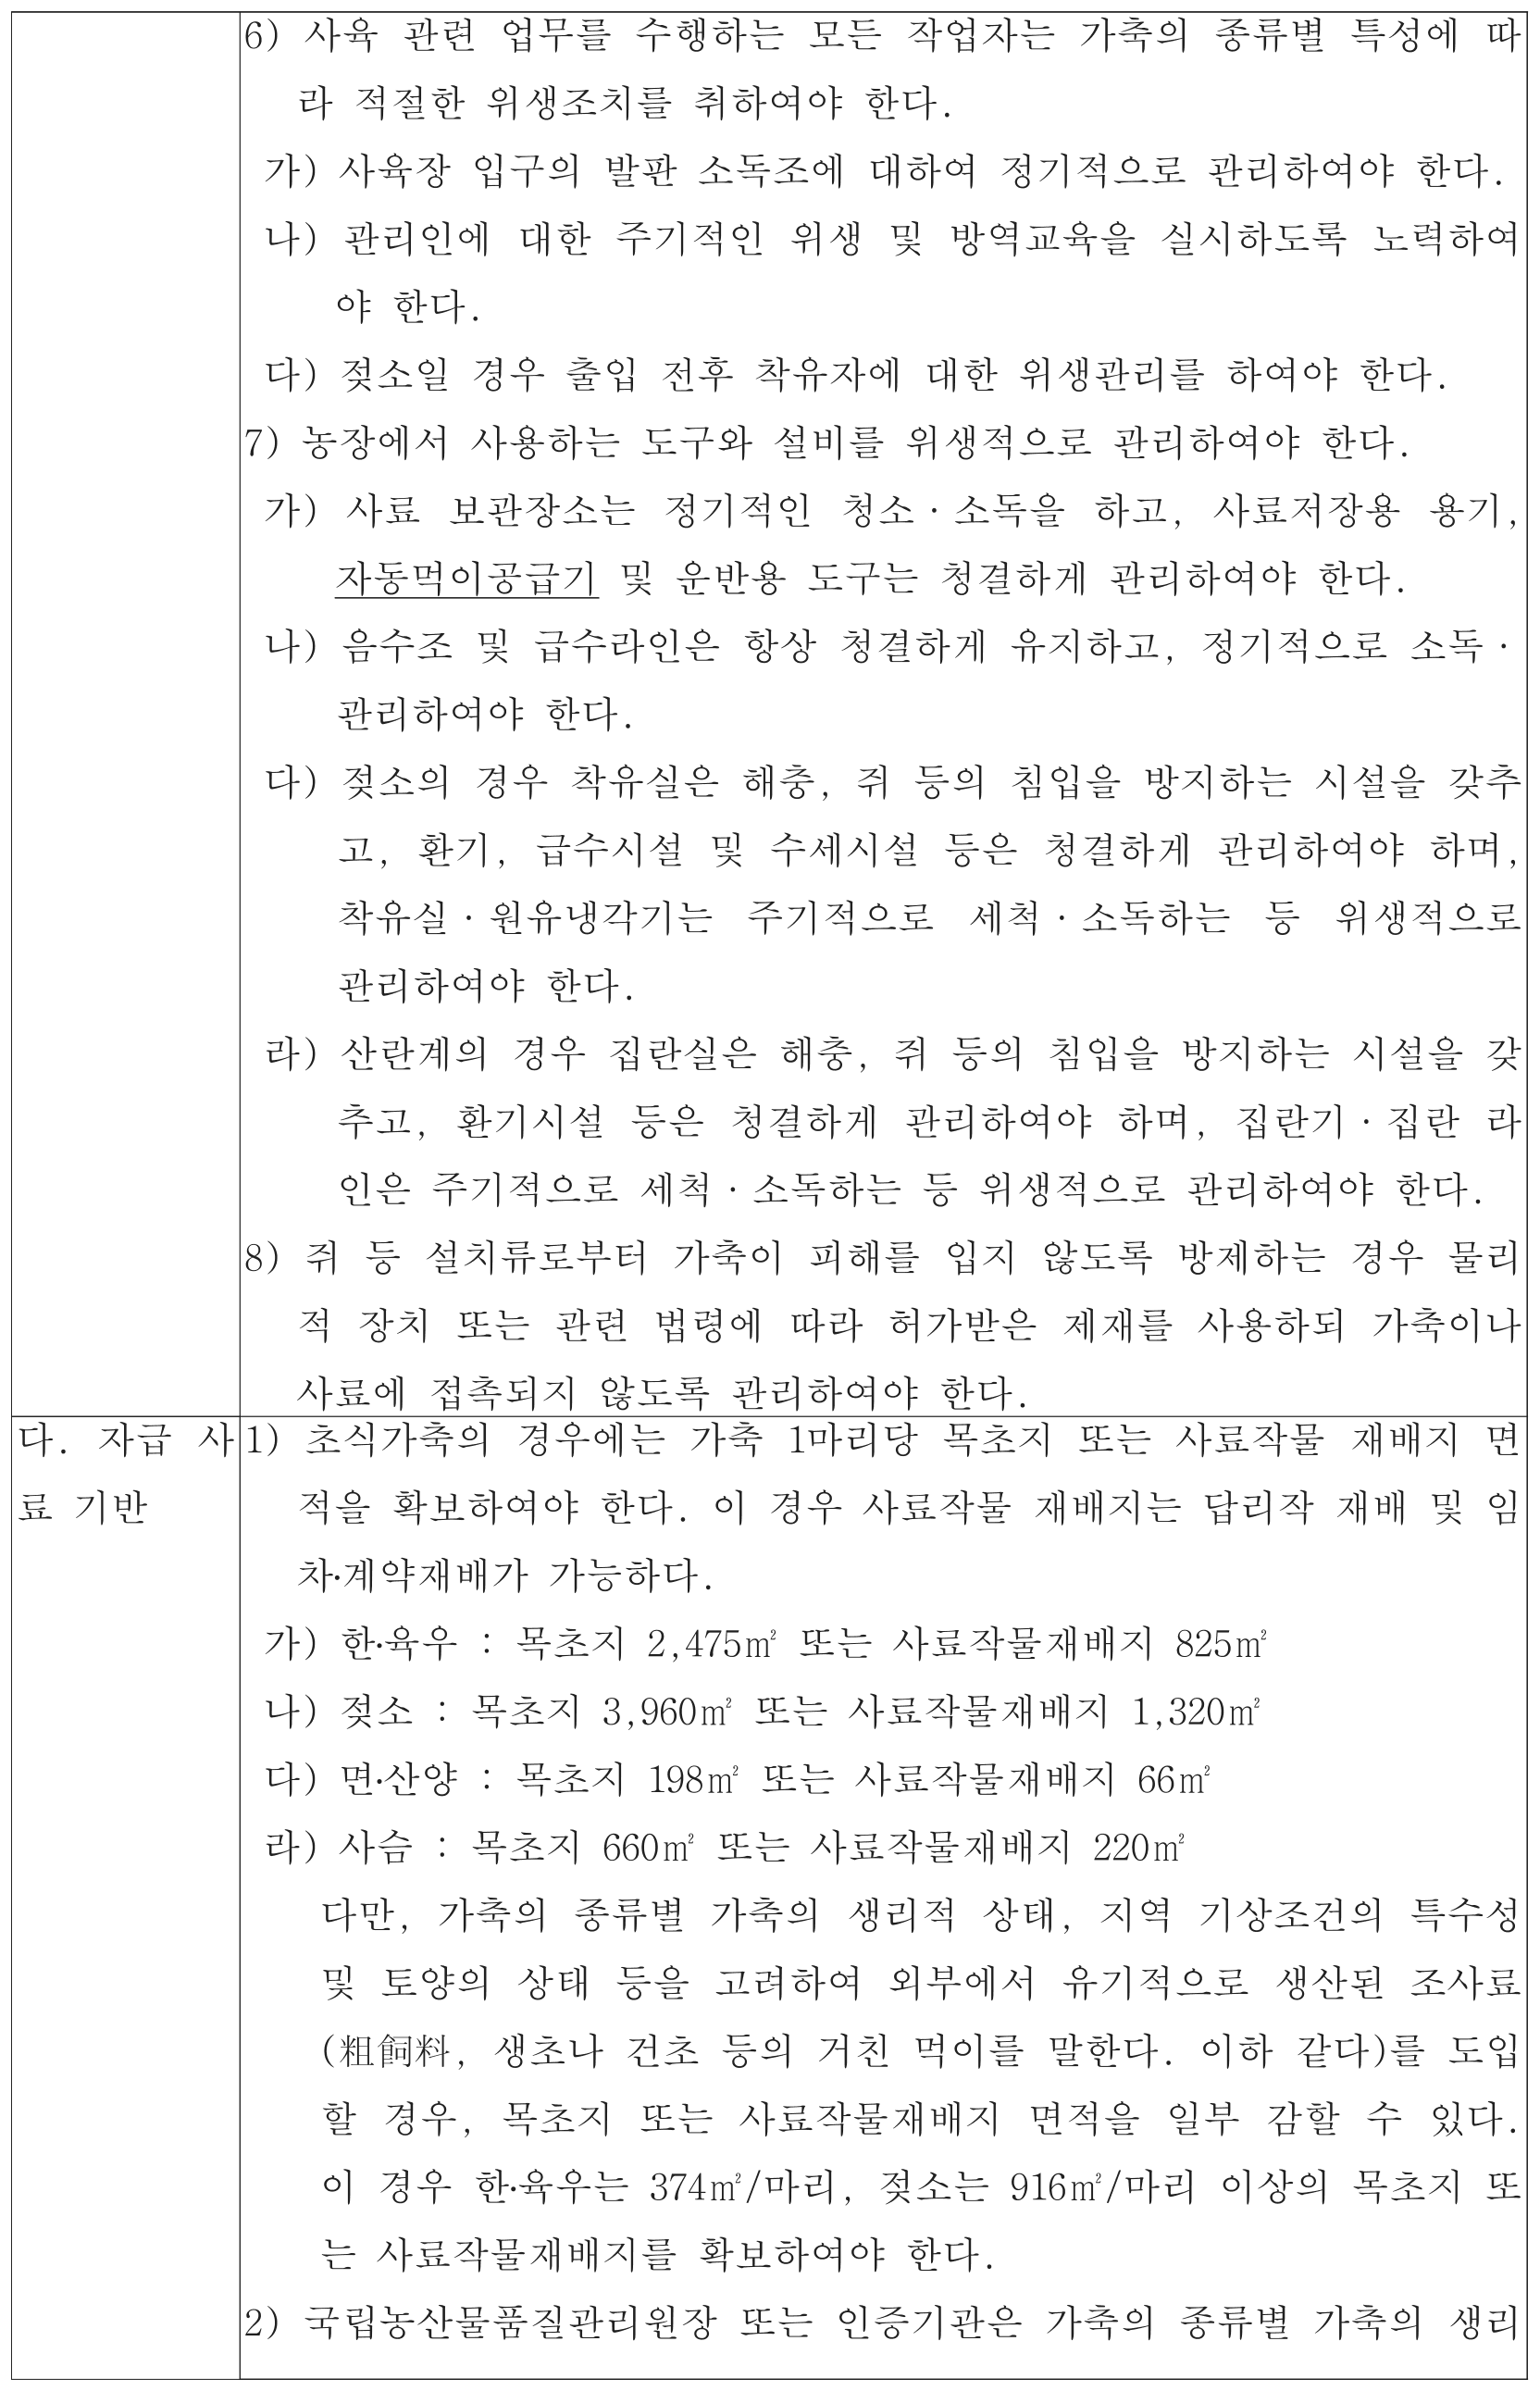 6) 사육 관련 업무를 수행하는 모든 작업자는 가축의 종류별 특성에 따
라 적절한 위생조치를 취하여야 한다.
가) 사육장 입구의 발판 소독조에 대하여 정기적으로 관리하여야 한다.
나) 관리인에 대한 주기적인 위생 및 방역교육을 실시하도록 노력하여
야 한다.
다) 젖소일 경우 출입 전후 착유자에 대한 위생관리를 하여야 한다.
7) 농장에서 사용하는 도구와 설비를 위생적으로 관리하여야 한다.
가) 사료 보관장소는 정기적인 청소·소독을 하고, 사료저장용 용기,
자동먹이공급기 및 운반용 도구는 청결하게 관리하여야 한다.
나) 음수조 및 급수라인은 항상 청결하게 유지하고, 정기적으로 소독·
관리하여야 한다.
다) 젖소의 경우 착유실은 해충, 쥐 등의 침입을 방지하는 시설을 갖추
고, 환기, 급수시설 및 수세시설 등은 청결하게 관리하여야 하며,
착유실·원유냉각기는 주기적으로 세척·소독하는 등 위생적으로
관리하여야 한다.
라) 산란계의 경우 집란실은 해충, 쥐 등의 침입을 방지하는 시설을 갖
추고, 환기시설 등은 청결하게 관리하여야 하며, 집란기·집란 라
인은 주기적으로 세척·소독하는 등 위생적으로 관리하여야 한다.
8) 쥐 등 설치류로부터 가축이 피해를 입지 않도록 방제하는 경우 물리
적 장치 또는 관련 법령에 따라 허가받은 제재를 사용하되 가축이나
사료에 접촉되지 않도록 관리하여야 한다.
다. 자급 사
료 기반
1) 초식가축의 경우에는 가축 1마리당 목초지 또는 사료작물 재배지 면
적을 확보하여야 한다. 이 경우 사료작물 재배지는 답리작 재배 및 임
차·계약재배가 가능하다.
가) 한·육우 : 목초지 2,475㎡ 또는 사료작물재배지 825㎡
나) 젖소 : 목초지 3,960㎡ 또는 사료작물재배지 1,320㎡
다) 면·산양 : 목초지 198㎡ 또는 사료작물재배지 66㎡
라) 사슴 : 목초지 660㎡ 또는 사료작물재배지 220㎡
다만, 가축의 종류별 가축의 생리적 상태, 지역 기상조건의 특수성
및 토양의 상태 등을 고려하여 외부에서 유기적으로 생산된 조사료
(粗飼料, 생초나 건초 등의 거친 먹이를 말한다. 이하 같다)를 도입
할 경우, 목초지 또는 사료작물재배지 면적을 일부 감할 수 있다.
이 경우 한·육우는 374㎡/마리, 젖소는 916㎡/마리 이상의 목초지 또
는 사료작물재배지를 확보하여야 한다.
2) 국립농산물품질관리원장 또는 인증기관은 가축의 종류별 가축의 생리